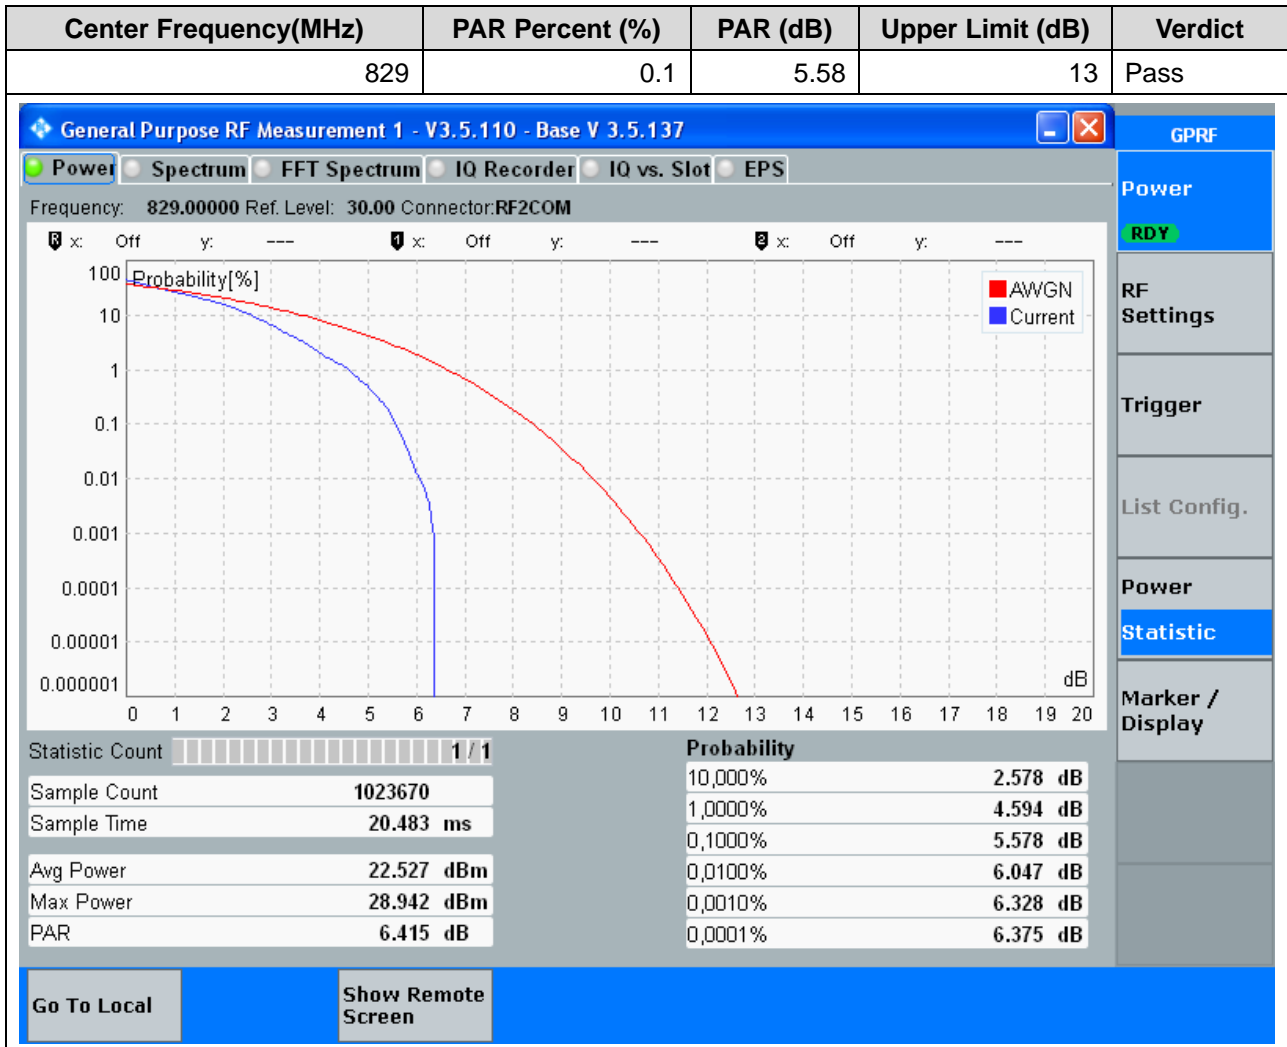 Center Frequency(MHz) PAR Percent (%) PAR (dB) Upper Limit (dB) Verdict
829 0.1 5.58 13 Pass
General Purpose RF Measurement 1 - V3.5.110 - Base V 3.5.137
GPRF
Power Spectrum FFT Spectrum IQ Recorder IQ vs. Slot EPS
Power
RDY
Frequency: 829.00000 Ref. Level: 30.00 Connector:RF2COM
R x: Off y: --- 1 x: Off y: --- 2 x: Off y: ---
Probability[%]
AWGN
Current
100
10
1
0.1
0.01
0.001
0.0001
0.00001
0.000001
dB
0 1 2 3 4 5 6 7 8 9 10 11 12 13 14 15 16 17 18 19 20
RF
Settings
Trigger
List Config.
Power
Statistic
Marker /
Display
Statistic Count 1 / 1
Sample Count 1023670
Sample Time 20.483 ms
Avg Power 22.527 dBm
Max Power 28.942 dBm
PAR 6.415 dB
Probability
10,000% 2.578 dB
1,0000% 4.594 dB
0,1000% 5.578 dB
0,0100% 6.047 dB
0,0010% 6.328 dB
0,0001% 6.375 dB
Go To Local
Show Remote
Screen